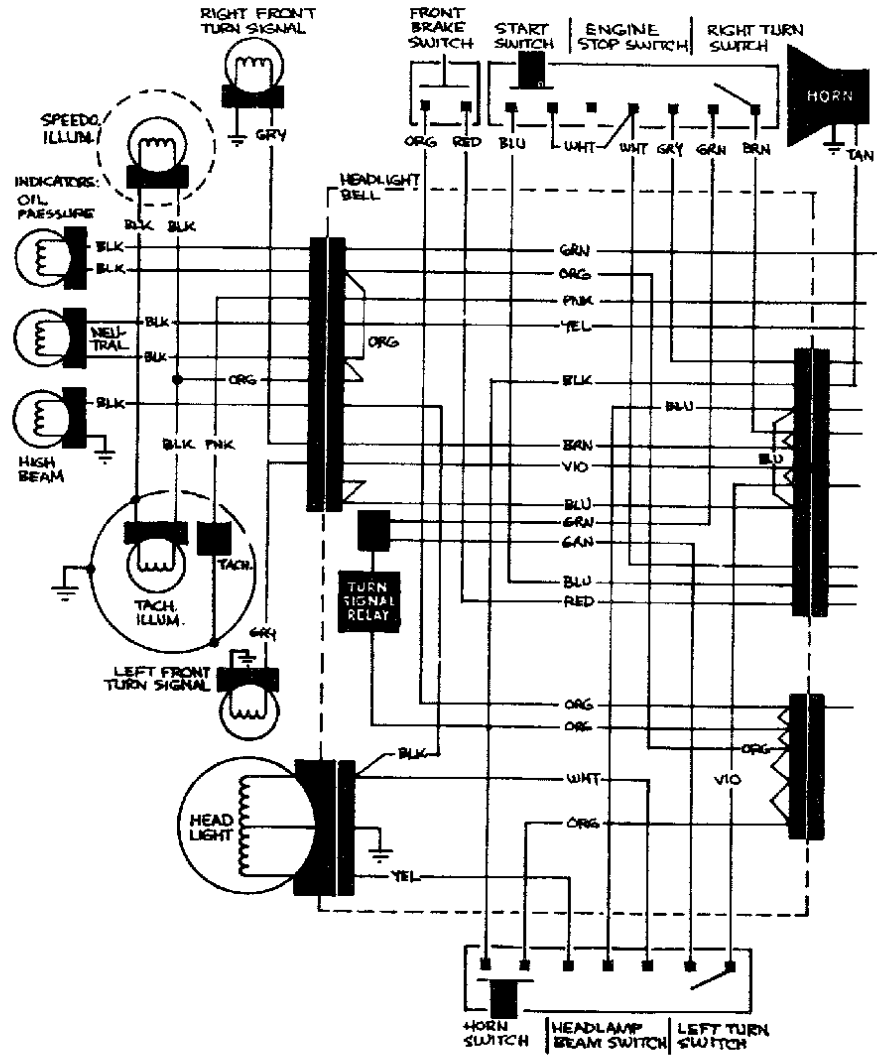 RIGHT FRONT
TURN SIGNAL
FRONT
BRAKE
SWITCH
START
SWITCH
ENGINE
STOP SWITCH
RIGHT TURN
SWITCH
HORN
SPEEDO.
ILLUM.
GRY
ORG
RED
BLU
WHT
WHT
GRY
GRN
BRN
TAN
INDICATORS:
OIL
PRESSURE
HEADLIGHT
BELL
BLK
BLK
BLK
BLK
GRN
ORG
PNK
YEL
NEU-
TRAL
BLK
BLK
ORG
ORG
BLK
BLK
BLU
HIGH
BEAM
BLK
PNK
BRN
VIO
BLU
BLU
GRN
GRN
TACH.
ILLUM.
TACH.
TURN
SIGNAL
RELAY
BLU
RED
GRY
LEFT FRONT
TURN SIGNAL
ORG
ORG
ORG
BLK
WHT
VIO
HEAD
LIGHT
ORG
YEL
HORN
SWITCH
HEADLAMP
BEAM SWITCH
LEFT TURN
SWITCH